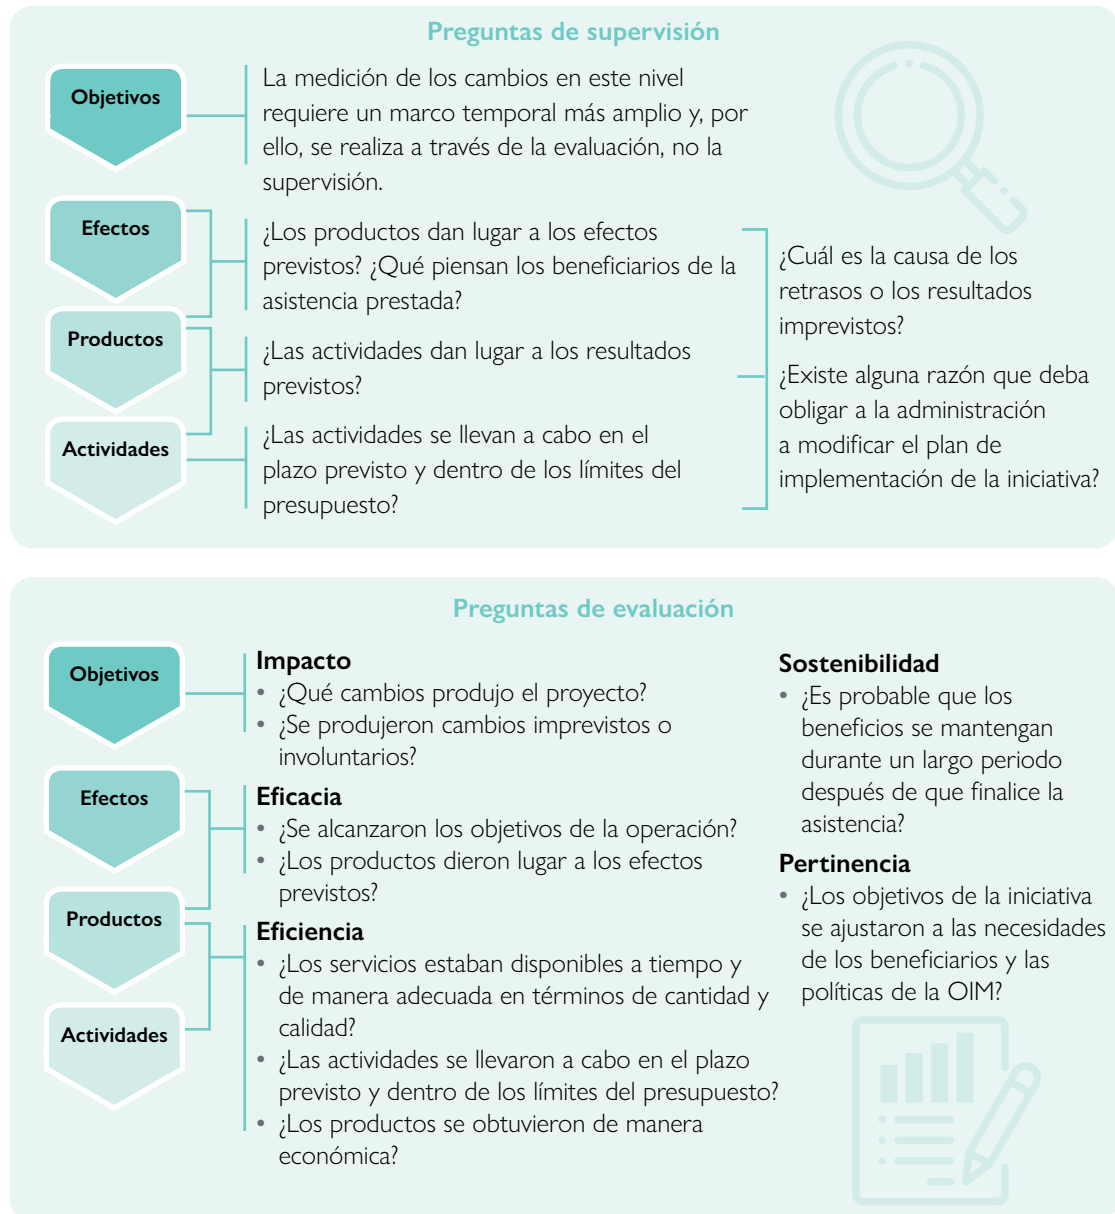 Preguntas de supervisión
Objetivos
La medición de los cambios en este nivel
requiere un marco temporal más amplio y, por
ello, se realiza a través de la evaluación, no la
supervisión.
Efectos
¿Los productos dan lugar a los efectos
previstos? ¿Qué piensan los beneficiarios de la
asistencia prestada?
Productos
¿Las actividades dan lugar a los resultados
previstos?
Actividades
¿Las actividades se llevan a cabo en el
plazo previsto y dentro de los límites del
presupuesto?
¿Cuál es la causa de los
retrasos o los resultados
imprevistos?
¿Existe alguna razón que deba
obligar a la administración
a modificar el plan de
implementación de la iniciativa?
Preguntas de evaluación
Objetivos
Impacto
• ¿Qué cambios produjo el proyecto?
• ¿Se produjeron cambios imprevistos o
involuntarios?
Efectos
Eficacia
• ¿Se alcanzaron los objetivos de la operación?
• ¿Los productos dieron lugar a los efectos
previstos?
Productos
Eficiencia
• ¿Los servicios estaban disponibles a tiempo y
de manera adecuada en términos de cantidad y
calidad?
Actividades
• ¿Las actividades se llevaron a cabo en el plazo
previsto y dentro de los límites del presupuesto?
• ¿Los productos se obtuvieron de manera
económica?
Sostenibilidad
• ¿Es probable que los
beneficios se mantengan
durante un largo periodo
después de que finalice la
asistencia?
Pertinencia
• ¿Los objetivos de la iniciativa
se ajustaron a las necesidades
de los beneficiarios y las
políticas de la OIM?